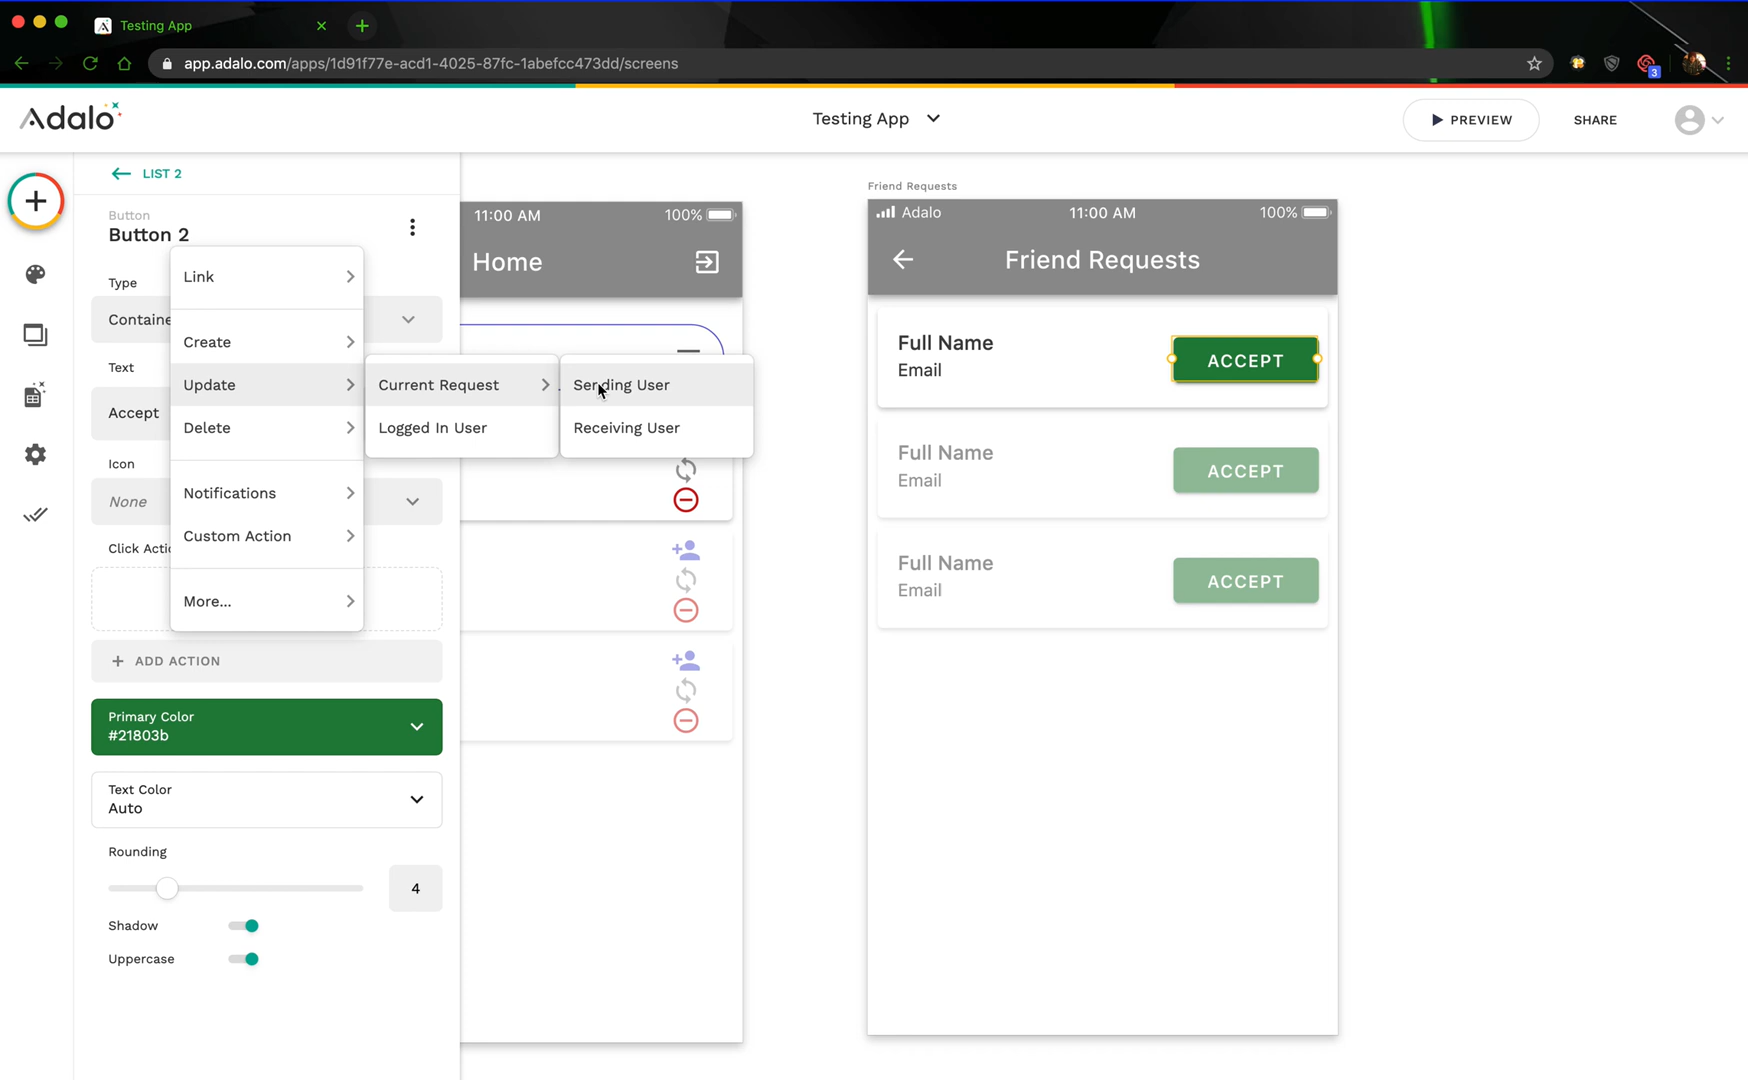 Testing App
app.adalo.com/apps/1d91f77e-acd1-4025-87fc-1abefcc473dd/screens
3
Adalo
Testing App
PREVIEW
SHARE
LIST 2
Button
Button 2
Type
Containe
Text
Accept
Icon
None
Click Actio
Link
Create
Update
Delete
Notifications
Custom Action
More...
Current Request
Logged In User
Sending User
Receiving User
ADD ACTION
Primary Color
#21803b
Text Color
Auto
Rounding
4
Shadow
Uppercase
11:00 AM
100%
Home
Friend Requests
Adalo
11:00 AM
100%
Friend Requests
Full Name
Email
ACCEPT
Full Name
Email
ACCEPT
Full Name
Email
ACCEPT